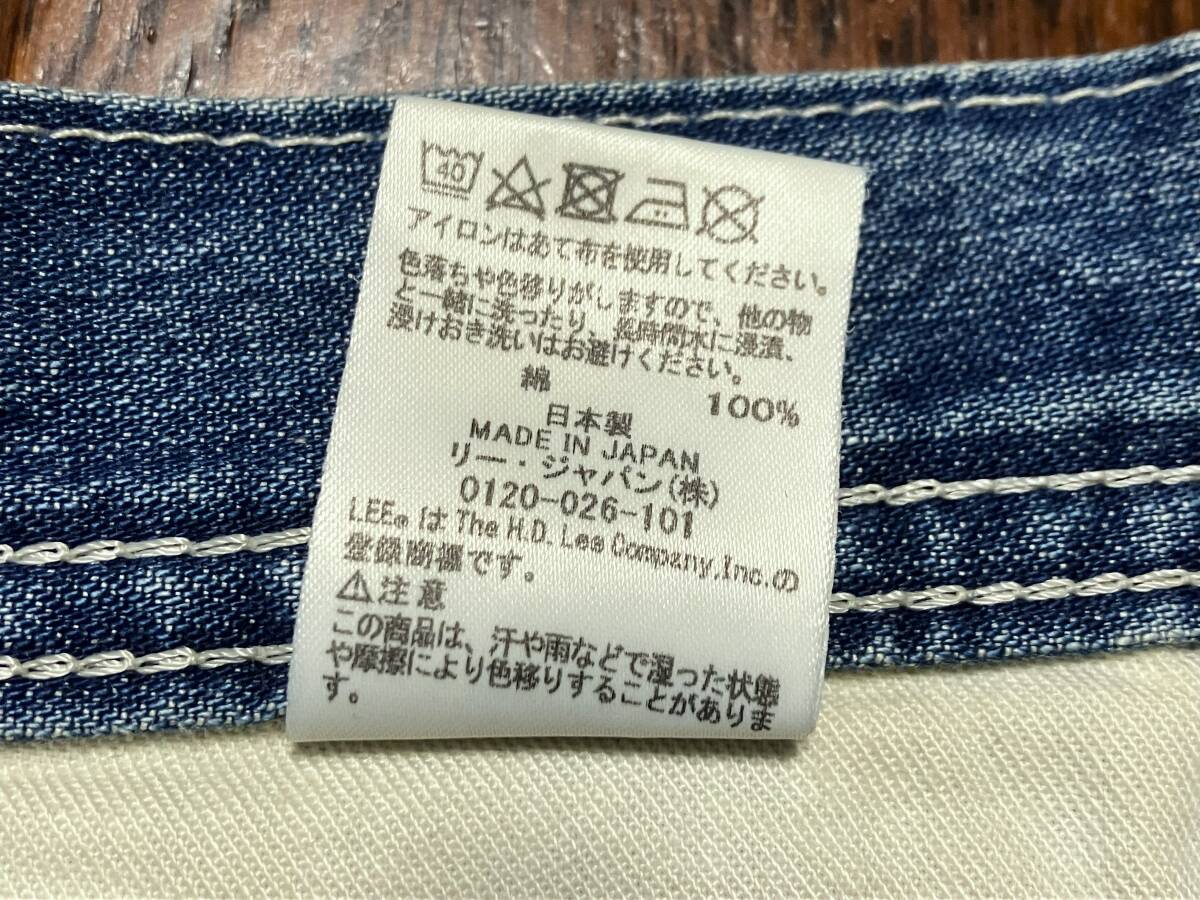 40
アイロンはあて布を使用してください。
色落ちや色移りがしますので、他の物
と一緒に洗ったり、長時間水に浸漬、
浸けおき洗いはお避けください。
綿 100%
日本製
MADE IN JAPAN
リー・ジャパン(株)
0120-026-101
LEE®は The H.D. Lee Company,Inc.の
登録商標です。
⚠注意
この商品は、汗や雨などで湿った状態
や摩擦により色移りすることがありま
す。